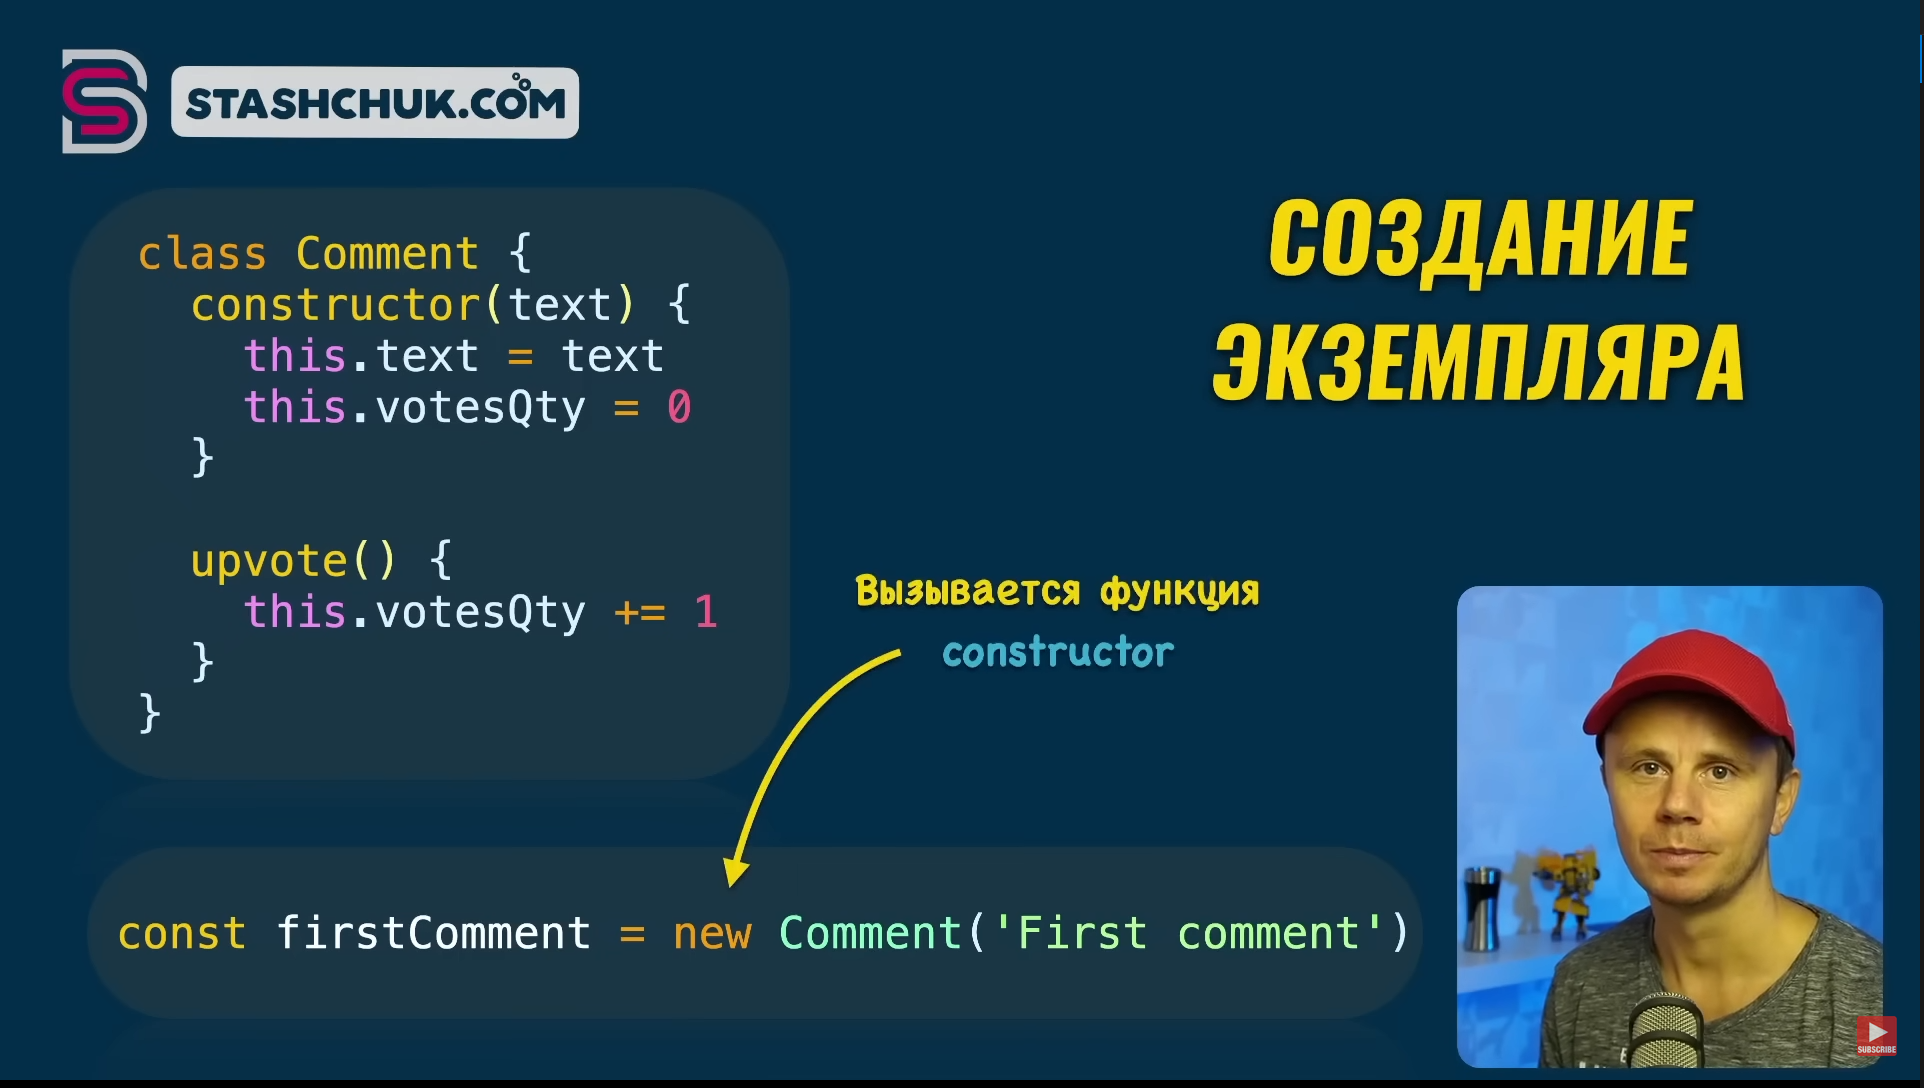 STASHCHUK.COM
СОЗДАНИЕ
ЭКЗЕМПЛЯРА
class Comment {
  constructor(text) {
    this.text = text
    this.votesQty = 0
  }

  upvote() {
    this.votesQty += 1
  }
}
Вызывается функция
constructor
const firstComment = new Comment('First comment')
SUBSCRIBE